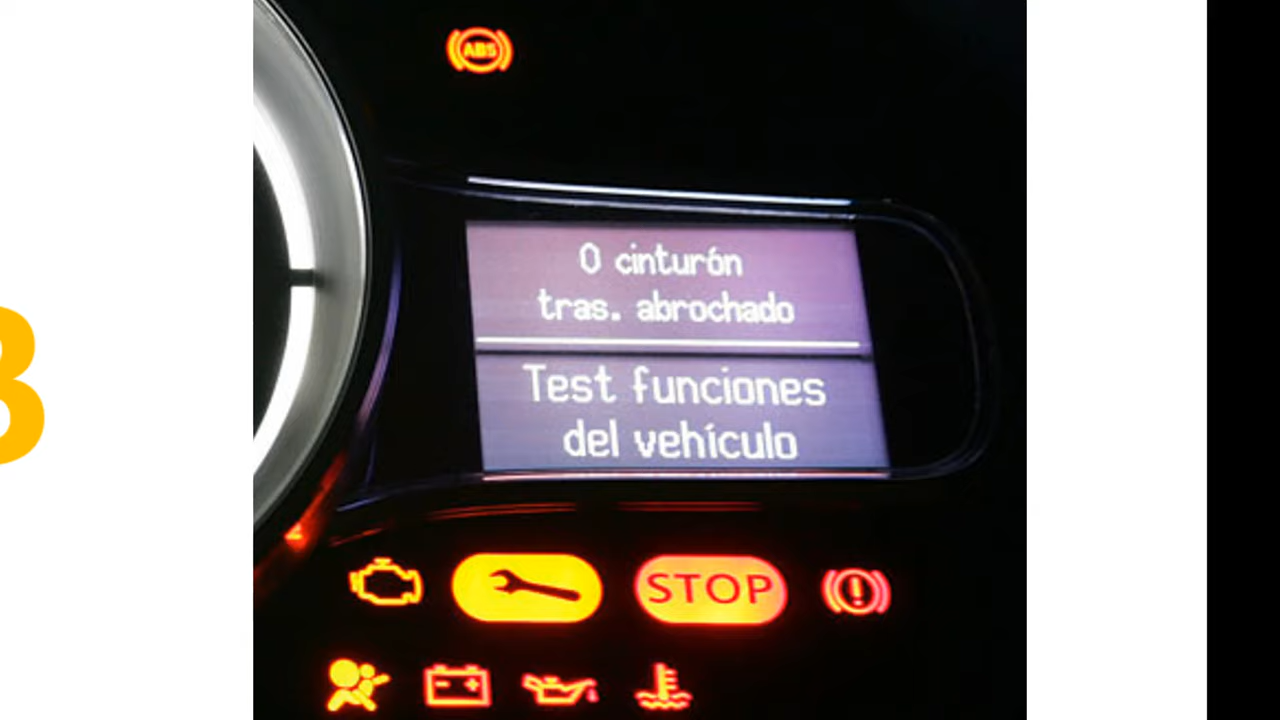 ABS
0 cinturón
tras. abrochado
Test funciones
del vehículo
STOP